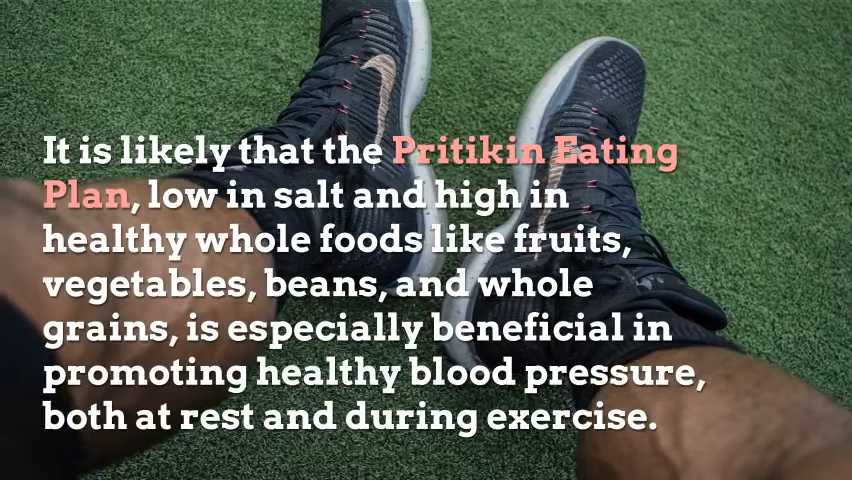 It is likely that the Pritikin Eating
Plan, low in salt and high in
healthy whole foods like fruits,
vegetables, beans, and whole
grains, is especially beneficial in
promoting healthy blood pressure,
both at rest and during exercise.